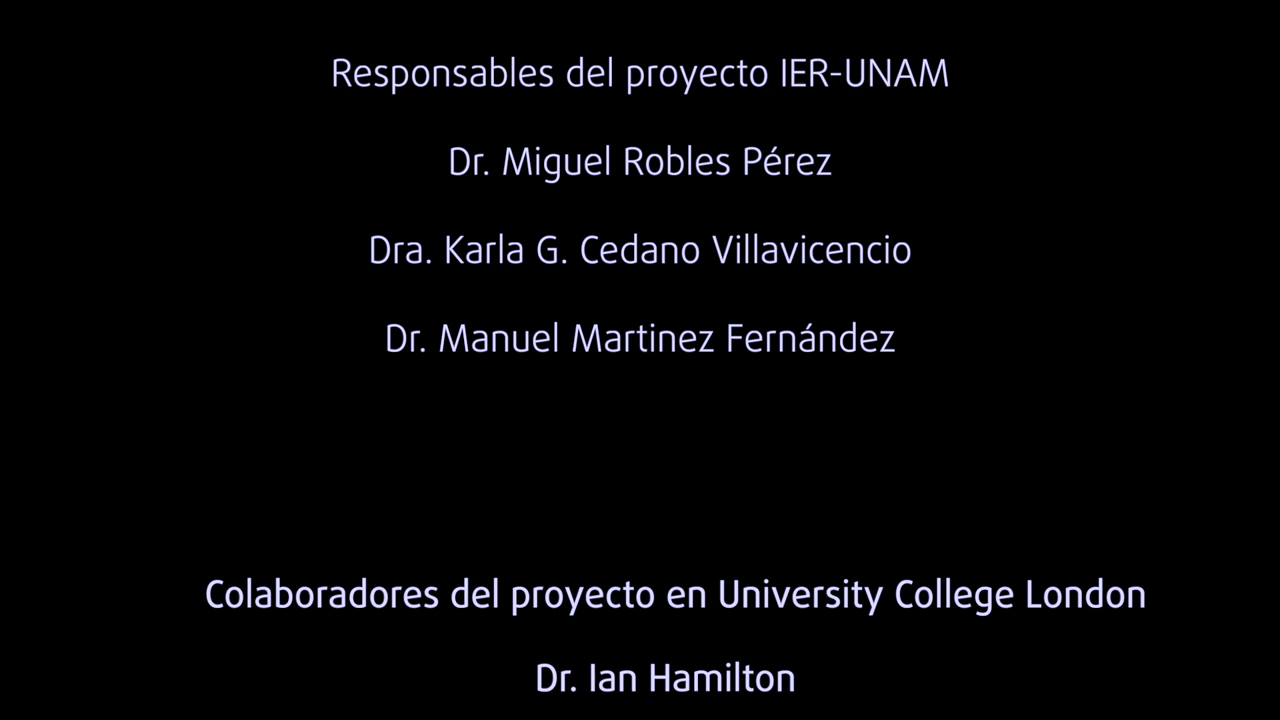 Responsables del proyecto IER-UNAM
Dr. Miguel Robles Pérez
Dra. Karla G. Cedano Villavicencio
Dr. Manuel Martinez Fernández
Colaboradores del proyecto en University College London
Dr. Ian Hamilton